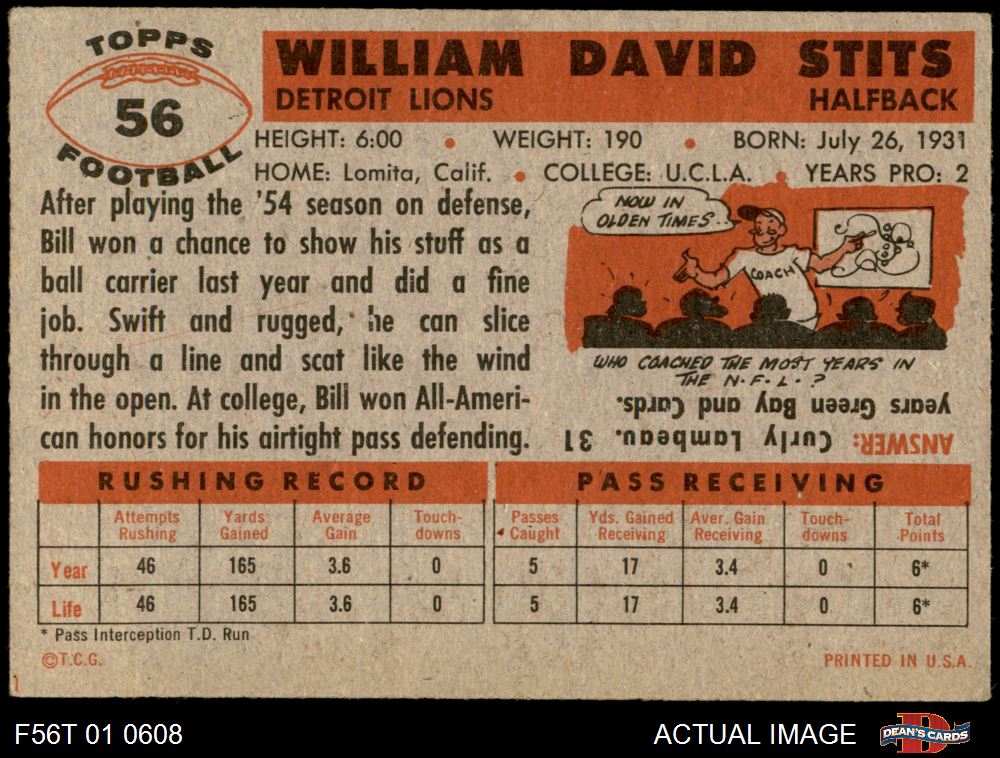 TOPPS
56
FOOTBALL
WILLIAM DAVID STITS
DETROIT LIONS HALFBACK
HEIGHT: 6:00 • WEIGHT: 190 • BORN: July 26, 1931
HOME: Lomita, Calif. • COLLEGE: U.C.L.A. • YEARS PRO: 2
After playing the '54 season on defense,
Bill won a chance to show his stuff as a
ball carrier last year and did a fine
job. Swift and rugged, he can slice
through a line and scat like the wind
in the open. At college, Bill won All-Ameri-
can honors for his airtight pass defending.
NOW IN
OLDEN TIMES..
COACH
WHO COACHED THE MOST YEARS IN
THE N.F.L.?
ANSWER: Curly Lambeau. 31
years Green Bay and Cards.
RUSHING RECORD
Attempts Rushing Yards Gained Average Gain Touch-downs
Year 46 165 3.6 0
Life 46 165 3.6 0
PASS RECEIVING
Passes Caught Yds. Gained Receiving Aver. Gain Receiving Touch-downs Total Points
5 17 3.4 0 6*
5 17 3.4 0 6*
* Pass Interception T.D. Run
©T.C.G. PRINTED IN U.S.A.
F56T 01 0608 ACTUAL IMAGE DEAN'S CARDS